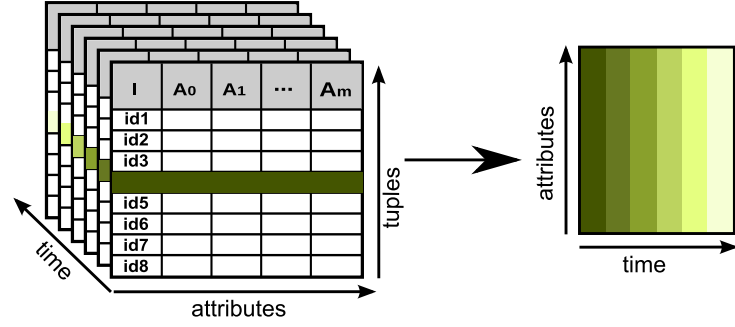 I A0 A1 ... Am
id1
id2
id3
id5
id6
id7
id8
time
attributes
tuples
attributes
time